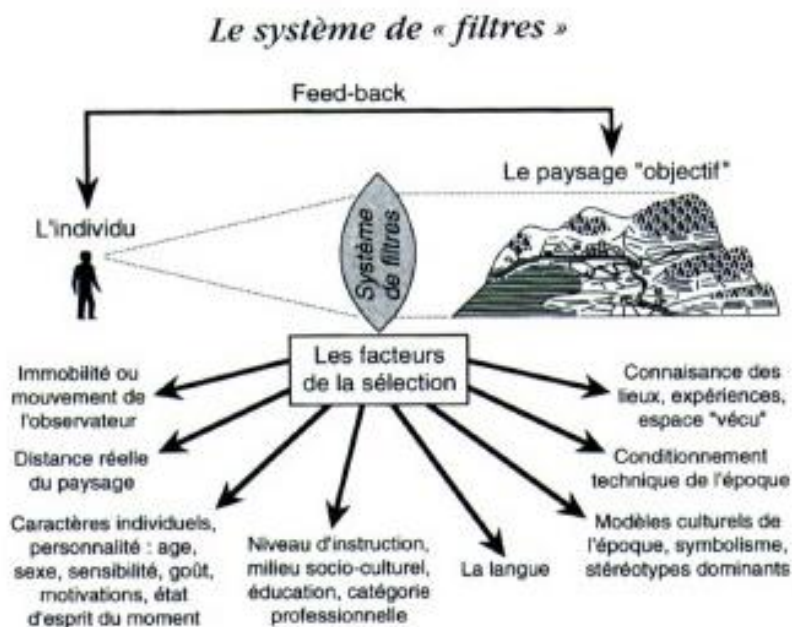 Le système de « filtres »
Feed-back
Le paysage "objectif"
L'individu
Système
de filtres
Les facteurs
de la sélection
Immobilité ou
mouvement de
l'observateur
Distance réelle
du paysage
Caractères individuels,
personnalité : age,
sexe, sensibilité, goût,
motivations, état
d'esprit du moment
Niveau d'instruction,
milieu socio-culturel,
éducation, catégorie
professionnelle
La langue
Modèles culturels de
l'époque, symbolisme,
stéréotypes dominants
Conditionnement
technique de l'époque
Connaisance des
lieux, expériences,
espace "vécu"